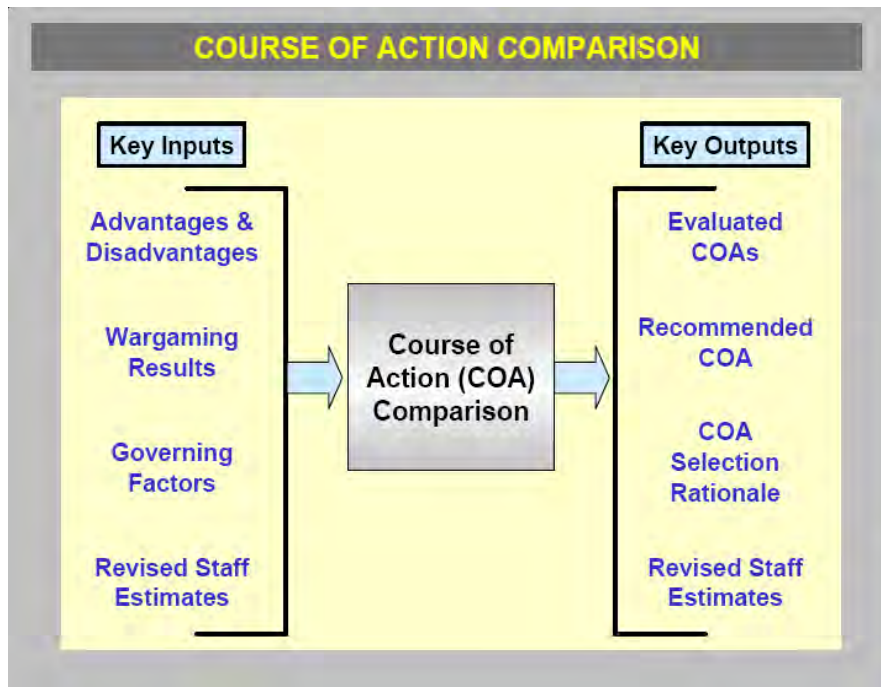 COURSE OF ACTION COMPARISON
Key Inputs
Advantages &
Disadvantages
Wargaming
Results
Governing
Factors
Revised Staff
Estimates
Course of
Action (COA)
Comparison
Key Outputs
Evaluated
COAs
Recommended
COA
COA
Selection
Rationale
Revised Staff
Estimates